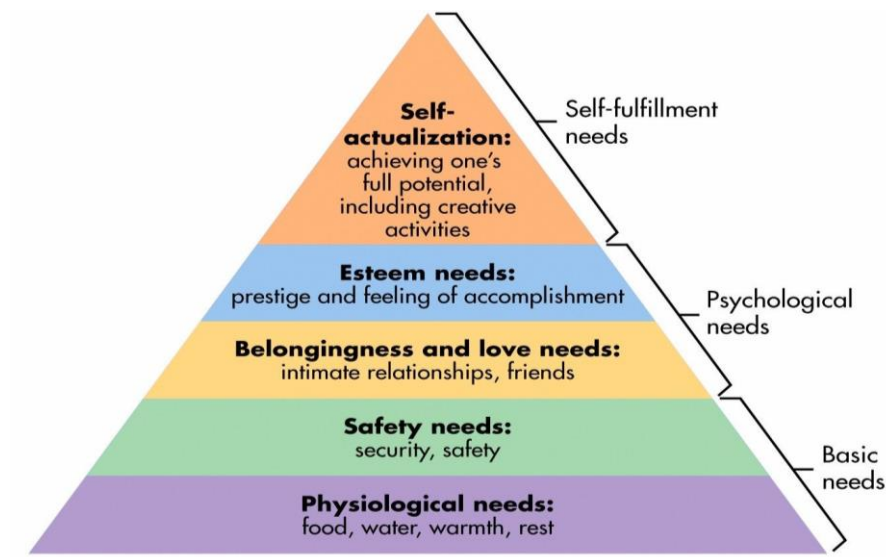 Self-
actualization:
achieving one's
full potential,
including creative
activities
Self-fulfillment
needs
Esteem needs:
prestige and feeling of accomplishment
Belongingness and love needs:
intimate relationships, friends
Psychological
needs
Safety needs:
security, safety
Physiological needs:
food, water, warmth, rest
Basic
needs